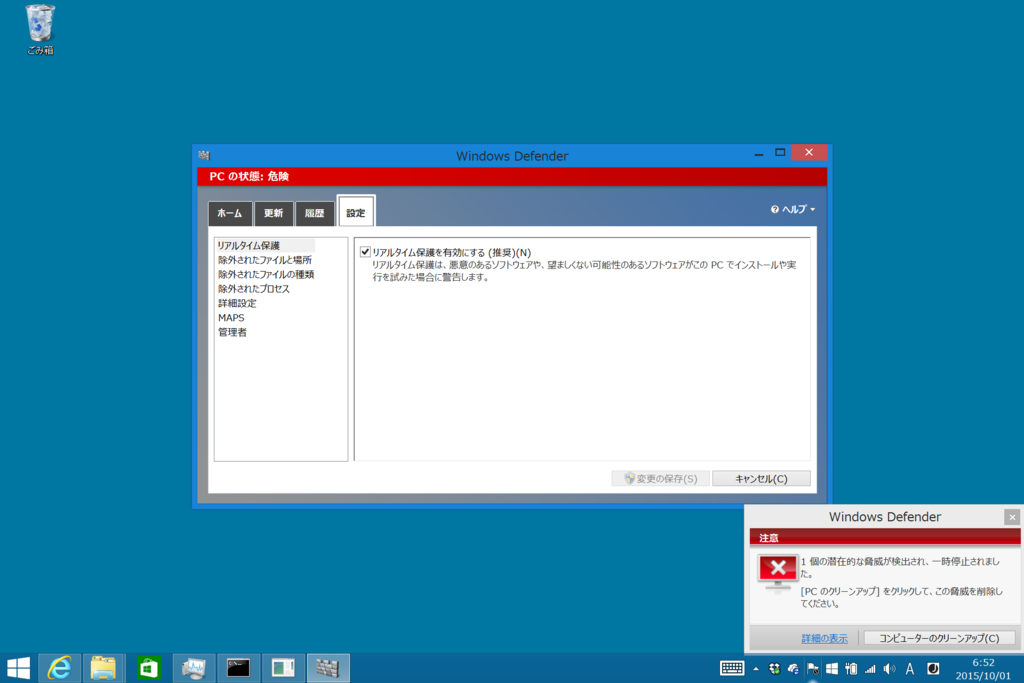 ごみ箱
Windows Defender
PC の状態: 危険
ホーム
更新
履歴
設定
ヘルプ
リアルタイム保護
除外されたファイルと場所
除外されたファイルの種類
除外されたプロセス
詳細設定
MAPS
管理者
リアルタイム保護を有効にする (推奨)(N)
リアルタイム保護は、悪意のあるソフトウェアや、望ましくない可能性のあるソフトウェアがこの PC でインストールや実
行を試みた場合に警告します。
変更の保存(S)
キャンセル(C)
Windows Defender
注意
1 個の潜在的な脅威が検出され、一時停止されまし
た。
[PC のクリーンアップ] をクリックして、この脅威を削除し
てください。
詳細の表示
コンピューターのクリーンアップ(C)
A
6:52
2015/10/01